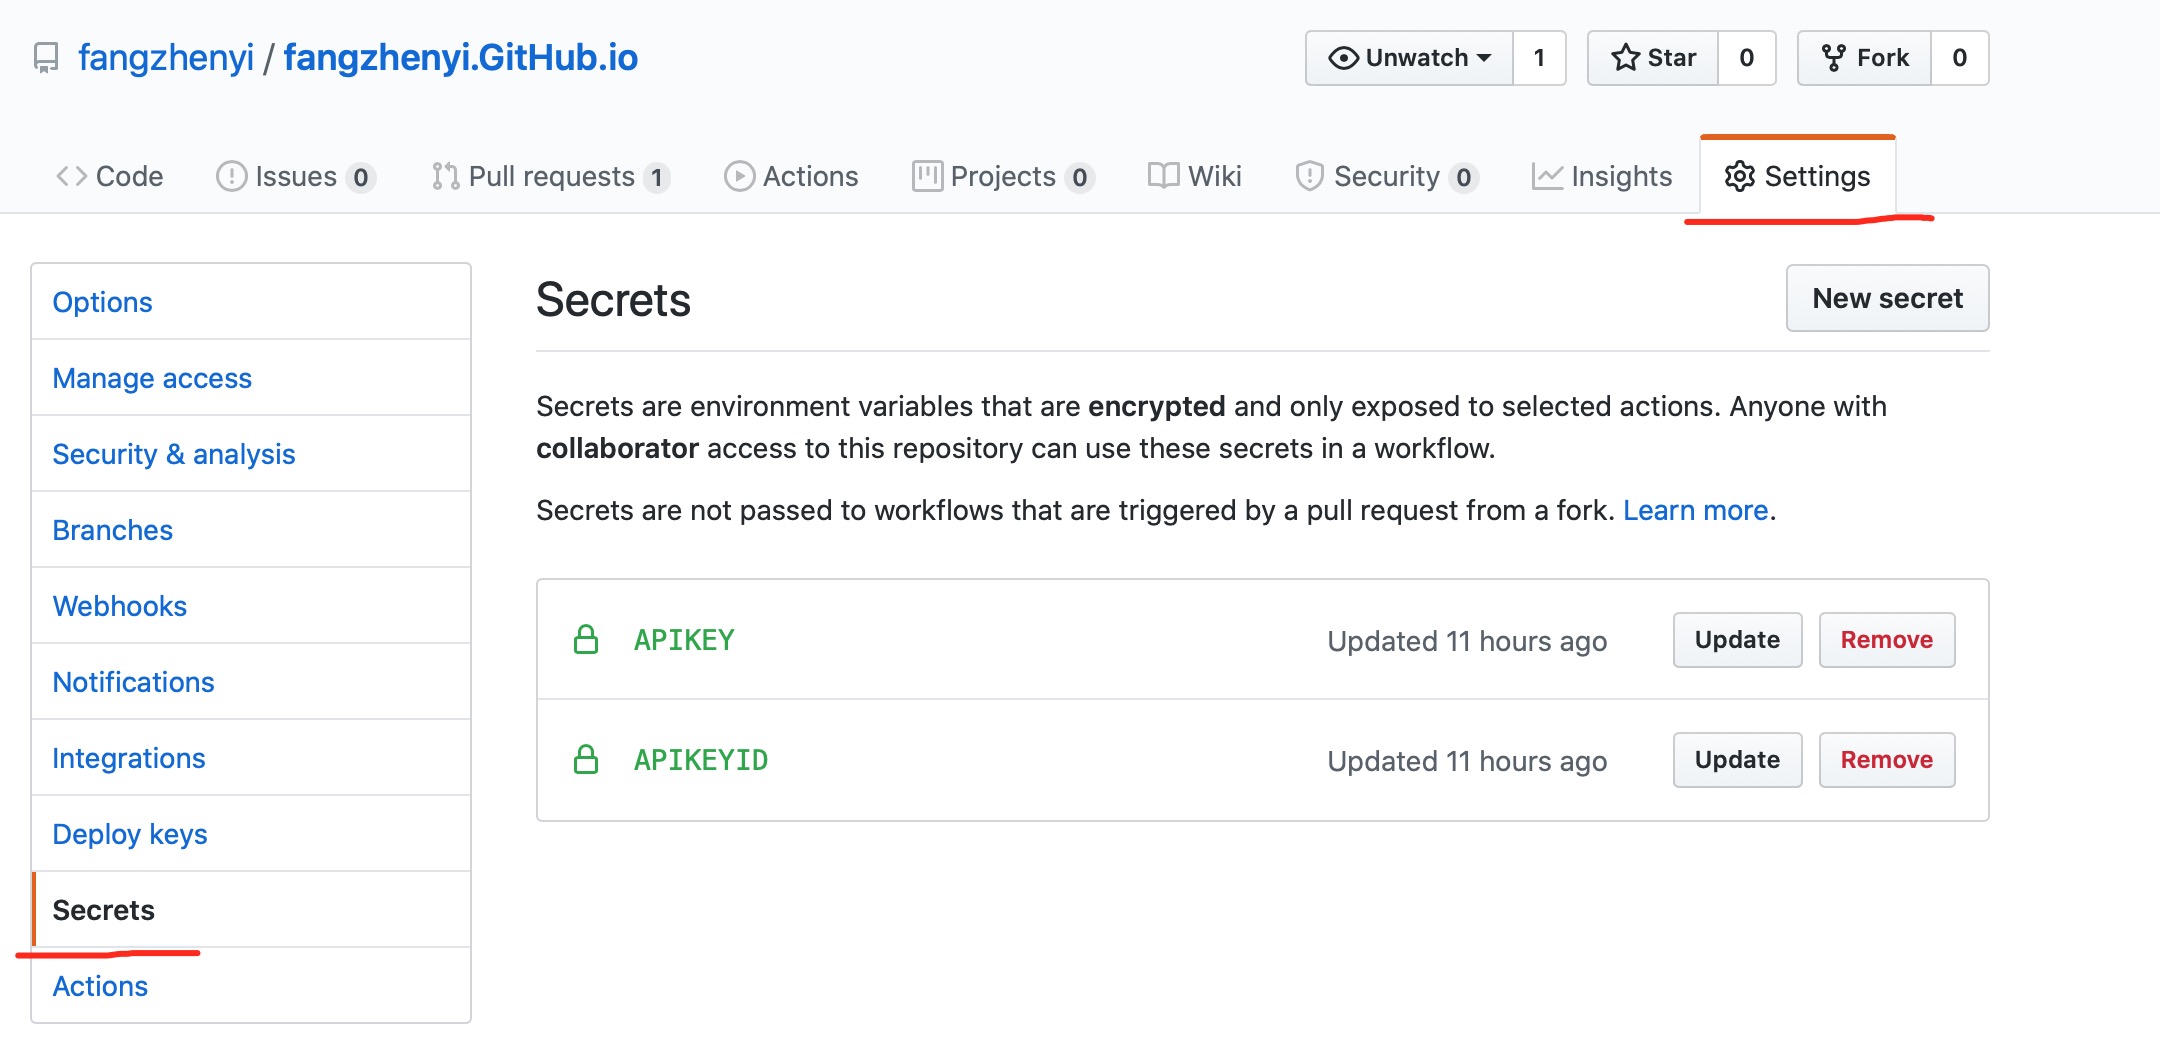 fangzhenyi / fangzhenyi.GitHub.io
Unwatch 1 Star 0 Fork 0
Code Issues 0 Pull requests 1 Actions Projects 0 Wiki Security 0 Insights Settings
Options
Manage access
Security & analysis
Branches
Webhooks
Notifications
Integrations
Deploy keys
Secrets
Actions
Secrets
New secret
Secrets are environment variables that are encrypted and only exposed to selected actions. Anyone with
collaborator access to this repository can use these secrets in a workflow.
Secrets are not passed to workflows that are triggered by a pull request from a fork. Learn more.
APIKEY Updated 11 hours ago Update Remove
APIKEYID Updated 11 hours ago Update Remove